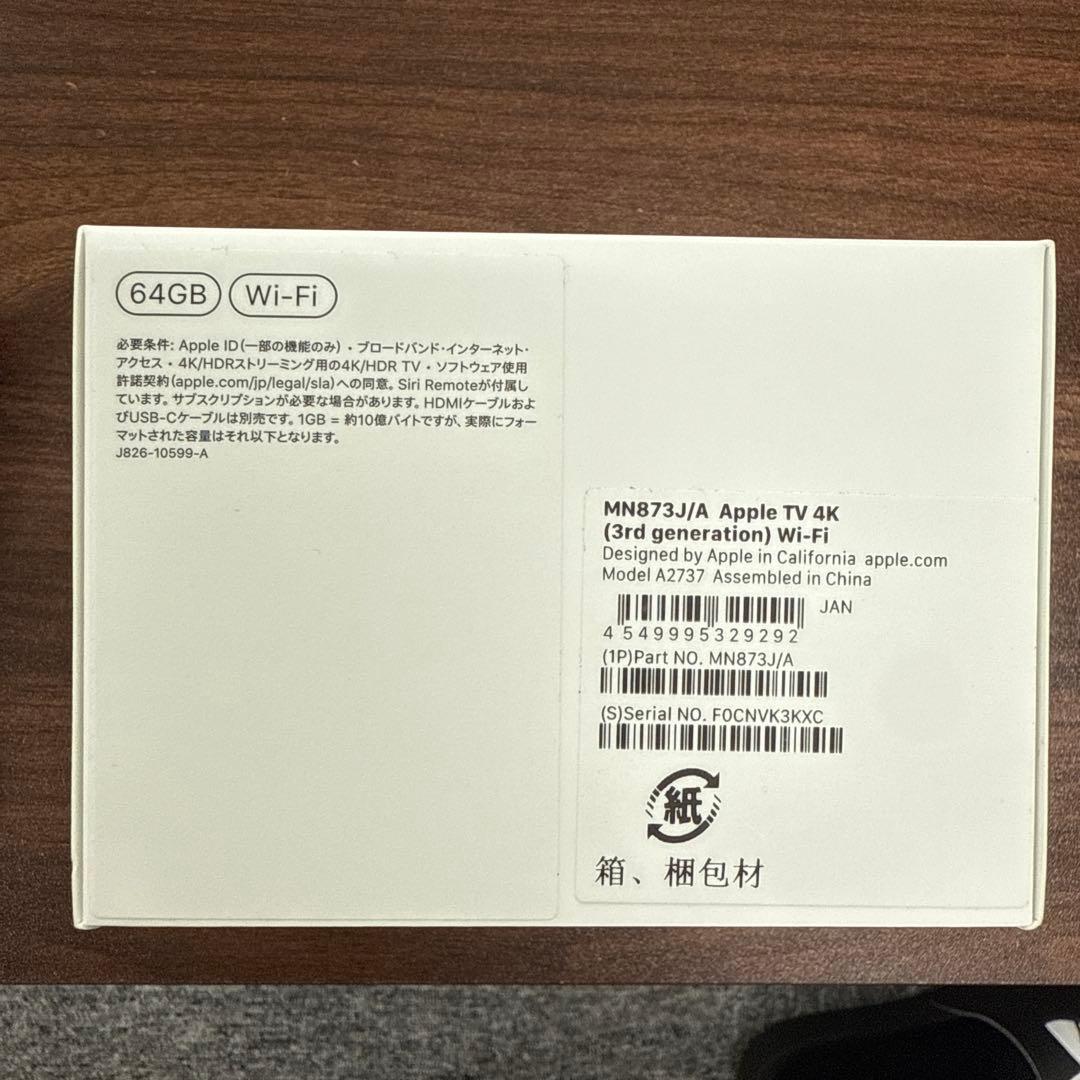 64GB Wi-Fi
必要条件: Apple ID（一部の機能のみ）・ブロードバンド・インターネット・
アクセス・4K/HDRストリーミング用の4K/HDR TV・ソフトウェア使用
許諾契約（apple.com/jp/legal/sla）への同意。Siri Remoteが付属し
ています。サブスクリプションが必要な場合があります。HDMIケーブルおよ
びUSB-Cケーブルは別売です。1GB = 約10億バイトですが、実際にフォー
マットされた容量はそれ以下となります。
J826-10599-A
MN873J/A Apple TV 4K
(3rd generation) Wi-Fi
Designed by Apple in California apple.com
Model A2737 Assembled in China
JAN
4 549995329292
(1P)Part NO. MN873J/A
(S)Serial NO. F0CNVK3KXC
紙
箱、梱包材